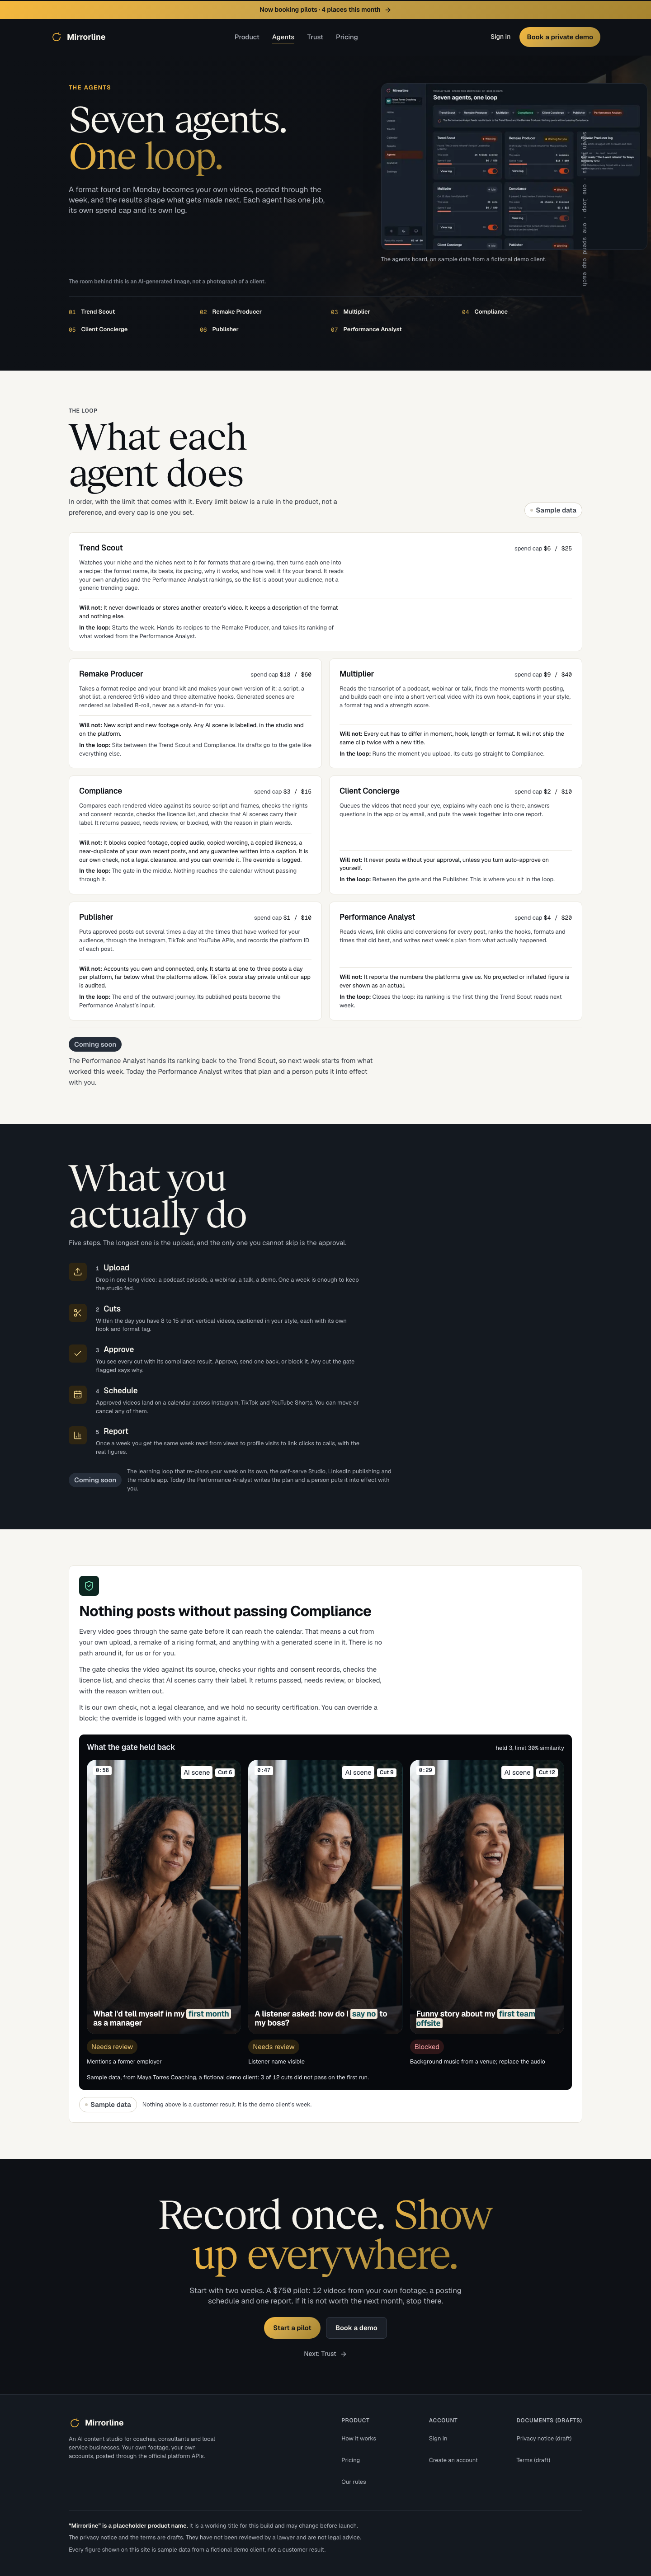 Now booking pilots · 4 places this month →
Mirrorline
Product Agents Trust Pricing
Sign in
Book a private demo
THE AGENTS
Seven agents.
One loop.
A format found on Monday becomes your own videos, posted through the
week, and the results shape what gets made next. Each agent has one job,
its own spend cap and its own log.
Mirrorline
Seven agents, one loop
Trend Scout
Remake Producer
Multiplier
Compliance
Client Concierge
Publisher
The agents board, on sample data from a fictional demo client.
The room behind this is an AI-generated image, not a photograph of a client.
01 Trend Scout
02 Remake Producer
03 Multiplier
04 Compliance
05 Client Concierge
06 Publisher
07 Performance Analyst
THE LOOP
What each
agent does
In order, with the limit that comes with it. Every limit below is a rule in the product, not a
preference, and every cap is one you set.
Sample data
Trend Scout
spend cap $6 / $25
Watches your niche and the niches next to it for formats that are growing, then turns each one into
a recipe: the format name, its beats, its pacing, why it works, and how well it fits your brand. It reads
your own analytics and the Performance Analyst rankings, so the list is about your audience, not a
generic trending page.
Will not: It never downloads or stores another creator's video. It keeps a description of the format
and nothing else.
In the loop: Starts the week. Hands its recipes to the Remake Producer, and takes its ranking of
what worked from the Performance Analyst.
Remake Producer
spend cap $18 / $60
Takes a format recipe and your brand kit and makes your own version of it: a script, a
shot list, a rendered 9:16 video and three alternative hooks. Generated scenes are
rendered as labelled B-roll, never as a stand-in for you.
Will not: New script and new footage only. Any AI scene is labelled, in the studio and
on the platform.
In the loop: Sits between the Trend Scout and Compliance. Its drafts go to the gate like
everything else.
Multiplier
spend cap $9 / $40
Reads the transcript of a podcast, webinar or talk, finds the moments worth posting,
and builds each one into a short vertical video with its own hook, captions in your style,
a format tag and a strength score.
Will not: Every cut has to differ in moment, hook, length or format. It will not ship the
same clip twice with a new title.
In the loop: Runs the moment you upload. Its cuts go straight to Compliance.
Compliance
spend cap $3 / $15
Compares each rendered video against its source script and frames, checks the rights
and consent records, checks the licence list, and checks that AI scenes carry their
label. It returns passed, needs review, or blocked, with the reason in plain words.
Will not: It blocks copied footage, copied audio, copied wording, a copied likeness, a
near-duplicate of your own recent posts, and any guarantee written into a caption. It is
our own check, not a legal clearance, and you can override it. The override is logged.
In the loop: The gate in the middle. Nothing reaches the calendar without passing
through it.
Client Concierge
spend cap $2 / $10
Queues the videos that need your eye, explains why each one is there, answers
questions in the app or by email, and puts the week together into one report.
Will not: It never posts without your approval, unless you turn auto-approve on
yourself.
In the loop: Between the gate and the Publisher. This is where you sit in the loop.
Publisher
spend cap $1 / $10
Puts approved posts out several times a day at the times that have worked for your
audience, through the Instagram, TikTok and YouTube APIs, and records the platform ID
of each post.
Will not: Accounts you own and connected, only. It starts at one to three posts a day
per platform, far below what the platforms allow. TikTok posts stay private until our app
is audited.
In the loop: The end of the outward journey. Its published posts become the
Performance Analyst's input.
Performance Analyst
spend cap $4 / $20
Reads views, link clicks and conversions for every post, ranks the hooks, formats and
times that did best, and writes next week's plan from what actually happened.
Will not: It reports the numbers the platforms give us. No projected or inflated figure is
ever shown as an actual.
In the loop: Closes the loop: its ranking is the first thing the Trend Scout reads next
week.
Coming soon
The Performance Analyst hands its ranking back to the Trend Scout, so next week starts from what
worked this week. Today the Performance Analyst writes that plan and a person puts it into effect
with you.
What you
actually do
Five steps. The longest one is the upload, and the only one you cannot skip is the approval.
1 Upload
Drop in one long video: a podcast episode, a webinar, a talk, a demo. One a week is enough to keep
the studio fed.
2 Cuts
Within the day you have 8 to 15 short vertical videos, captioned in your style, each with its own
hook and format tag.
3 Approve
You see every cut with its compliance result. Approve, send one back, or block it. Any cut the gate
flagged says why.
4 Schedule
Approved videos land on a calendar across Instagram, TikTok and YouTube Shorts. You can move or
cancel any of them.
5 Report
Once a week you get the same week read from views to profile visits to link clicks to calls, with the
real figures.
Coming soon
The learning loop that re-plans your week on its own, the self-serve Studio, LinkedIn publishing and
the mobile app. Today the Performance Analyst writes the plan and a person puts it into effect with
you.
Nothing posts without passing Compliance
Every video goes through the same gate before it can reach the calendar. That means a cut from
your own upload, a remake of a rising format, and anything with a generated scene in it. There is no
path around it, for us or for you.
The gate checks the video against its source, checks your rights and consent records, checks the
licence list, and checks that AI scenes carry their label. It returns passed, needs review, or blocked,
with the reason written out.
It is our own check, not a legal clearance, and we hold no security certification. You can override a
block; the override is logged with your name against it.
What the gate held back
held 3, limit 30% similarity
0:58
AI scene
Cut 6
What I'd tell myself in my first month
as a manager
Needs review
Mentions a former employer
0:47
AI scene
Cut 9
A listener asked: how do I say no to
my boss?
Needs review
Listener name visible
0:29
AI scene
Cut 12
Funny story about my first team
offsite
Blocked
Background music from a venue; replace the audio
Sample data, from Maya Torres Coaching, a fictional demo client: 3 of 12 cuts did not pass on the first run.
Sample data
Nothing above is a customer result. It is the demo client's week.
Record once. Show
up everywhere.
Start with two weeks. A $750 pilot: 12 videos from your own footage, a posting
schedule and one report. If it is not worth the next month, stop there.
Start a pilot
Book a demo
Next: Trust →
Mirrorline
An AI content studio for coaches, consultants and local
service businesses. Your own footage, your own
accounts, posted through the official platform APIs.
PRODUCT
How it works
Pricing
Our rules
ACCOUNT
Sign in
Create an account
DOCUMENTS (DRAFTS)
Privacy notice (draft)
Terms (draft)
"Mirrorline" is a placeholder product name. It is a working title for this build and may change before launch.
The privacy notice and the terms are drafts. They have not been reviewed by a lawyer and are not legal advice.
Every figure shown on this site is sample data from a fictional demo client, not a customer result.